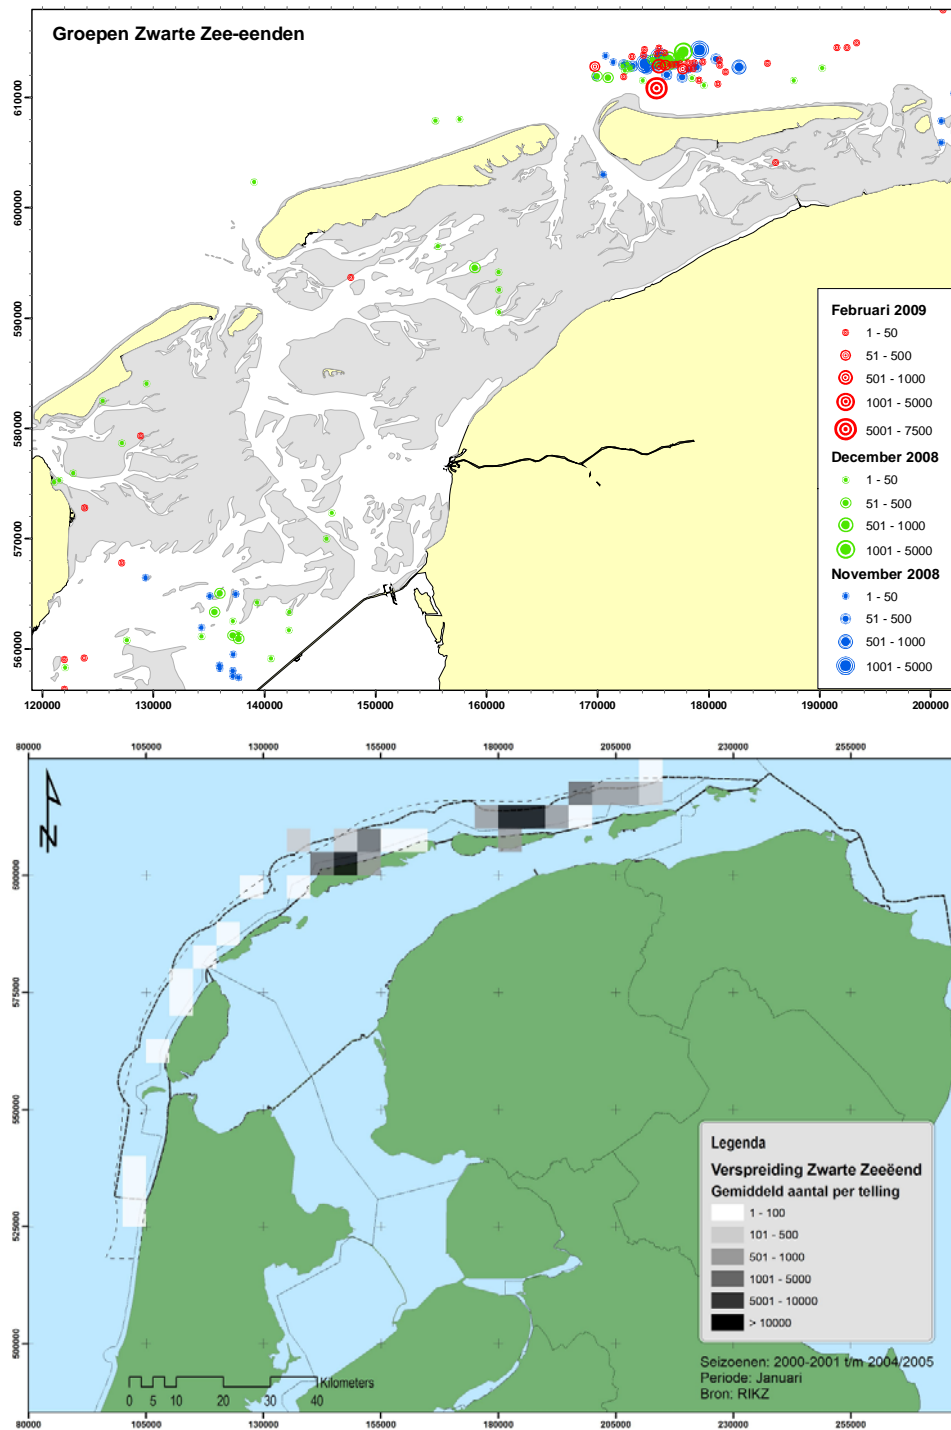 Groepen Zwarte Zee-eenden
610000
600000
590000
580000
570000
560000
120000 130000 140000 150000 160000 170000 180000 190000 200000
Februari 2009
1 - 50
51 - 500
501 - 1000
1001 - 5000
5001 - 7500
December 2008
1 - 50
51 - 500
501 - 1000
1001 - 5000
November 2008
1 - 50
51 - 500
501 - 1000
1001 - 5000
80000 105000 130000 155000 180000 205000 230000 255000
N
600000
575000
550000
525000
500000
Legenda
Verspreiding Zwarte Zeeëend
Gemiddeld aantal per telling
1 - 100
101 - 500
501 - 1000
1001 - 5000
5001 - 10000
> 10000
Seizoenen: 2000-2001 t/m 2004/2005
Periode: Januari
Bron: RIKZ
Kilometers
0 5 10 20 30 40
80000 105000 130000 155000 180000 205000 230000 255000